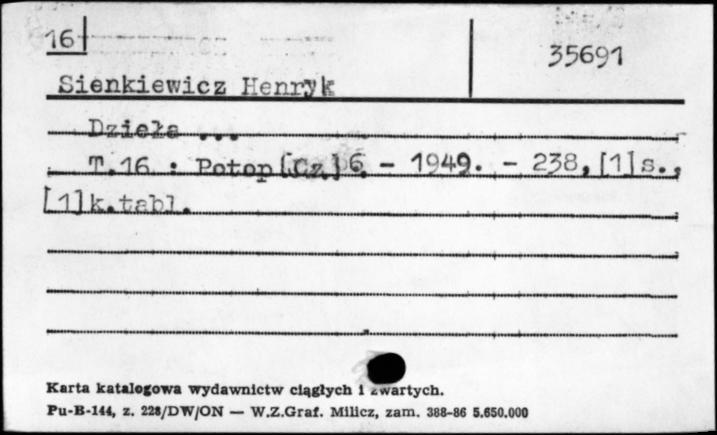 16
35691
Sienkiewicz Henryk
Dzieła ...
T.16 : Potop [Cz.] 6. - 1949. - 238, [1] s.,
[1] k.tabl.
Karta katalogowa wydawnictw ciągłych i zwartych.
Pu-B-144, z. 228/DW/ON — W.Z.Graf. Milicz, zam. 388-86 5.650.000